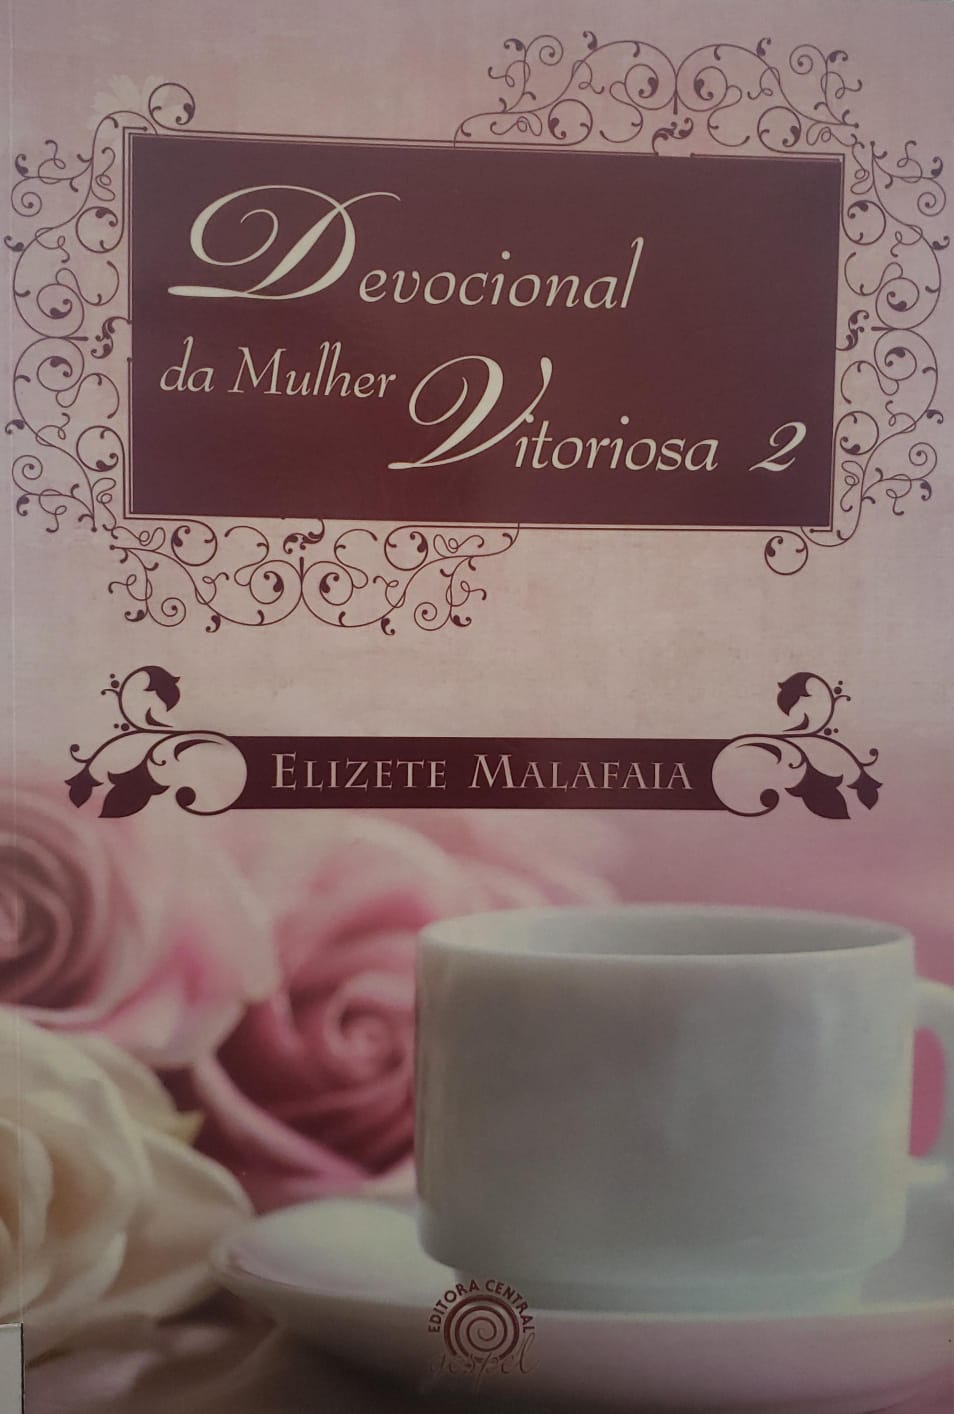 Devocional
da Mulher Vitoriosa 2
ELIZETE MALAFAIA
EDITORA CENTRAL
gospel